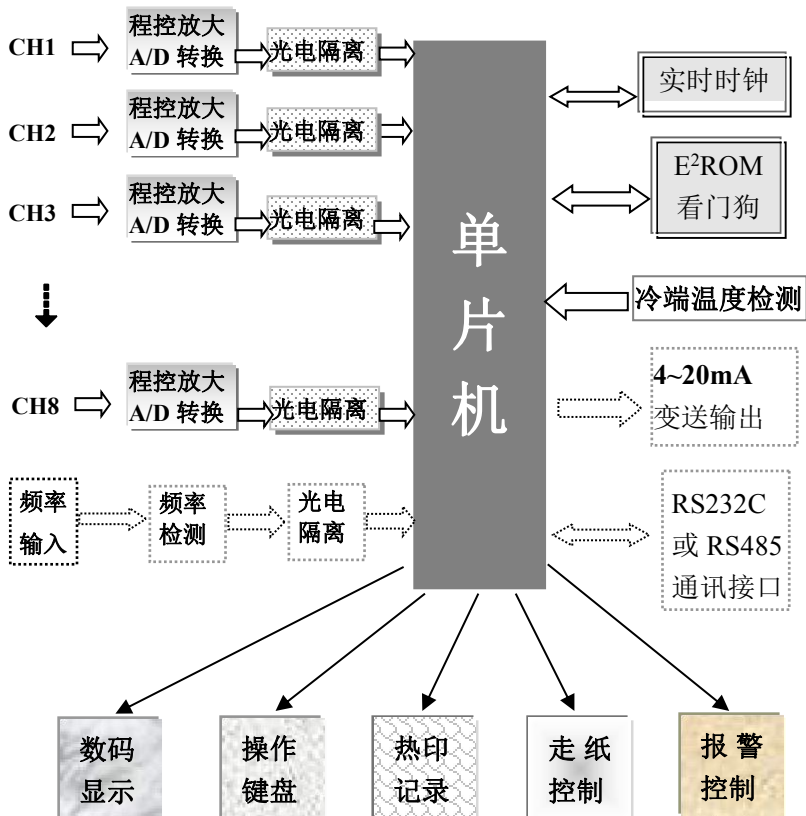 CH1
程控放大
A/D 转换
光电隔离
CH2
程控放大
A/D 转换
光电隔离
CH3
程控放大
A/D 转换
光电隔离
CH8
程控放大
A/D 转换
光电隔离
频率
输入
频率
检测
光电
隔离
单
片
机
实时时钟
E²ROM
看门狗
冷端温度检测
4~20mA
变送输出
RS232C
或 RS485
通讯接口
数码
显示
操作
键盘
热印
记录
走 纸
控制
报 警
控制